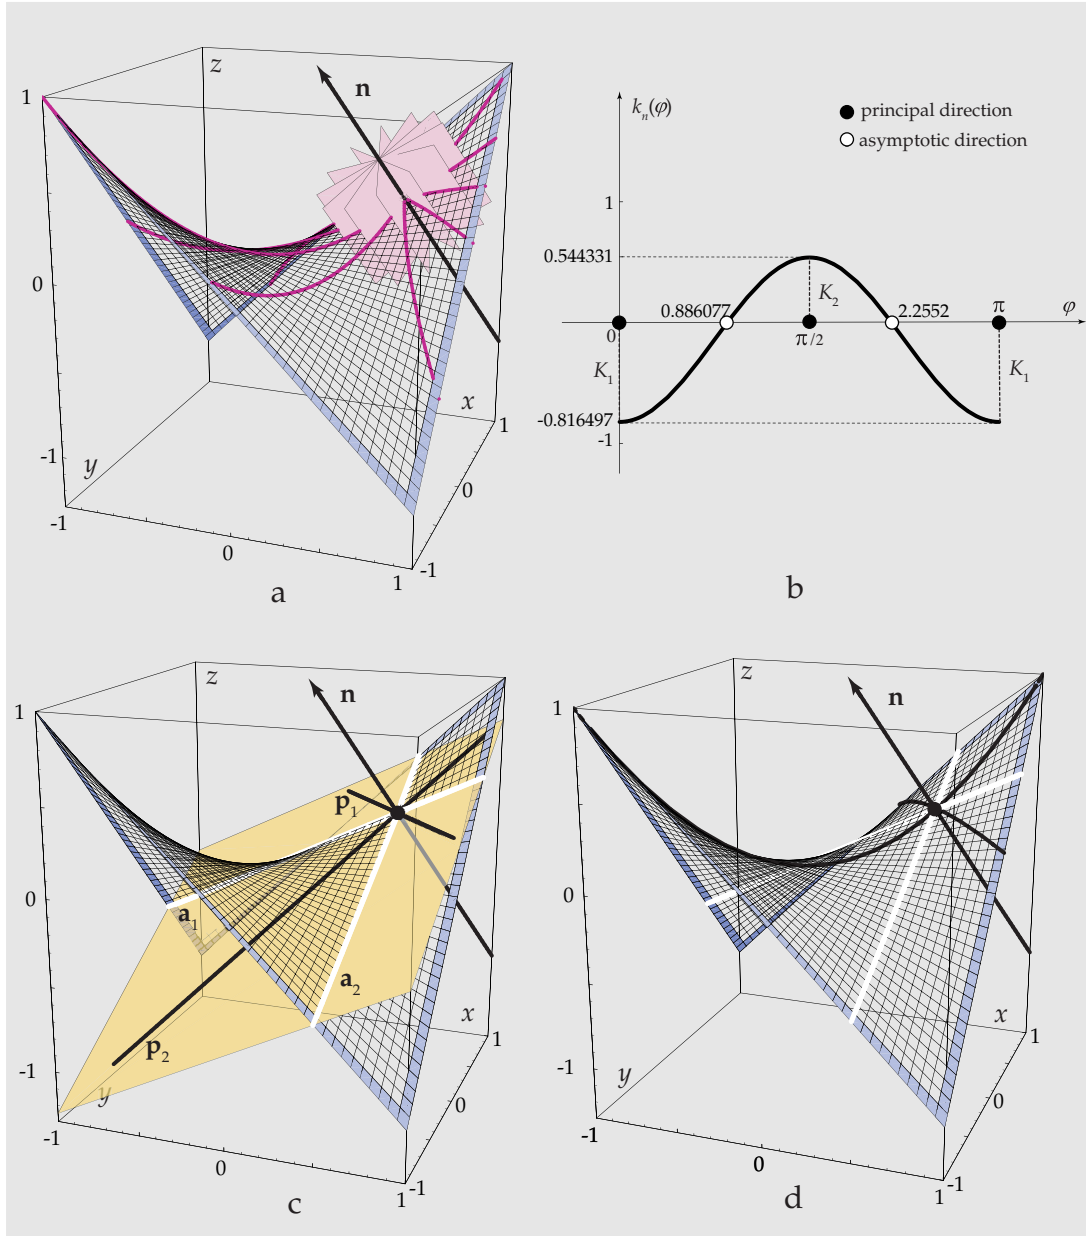 z
n
1
0
-1
y
x
1
0
-1
0
1
-1
a
k_n(φ)
● principal direction
○ asymptotic direction
1
0.544331
0.886077
K_2
2.2552
π
φ
0
π/2
K_1
K_1
-0.816497
-1
b
z
n
1
p_1
0
a_1
a_2
p_2
x
1
-1
y
0
-1
0
1
-1
c
z
n
1
0
x
1
-1
y
0
-1
0
1
-1
d